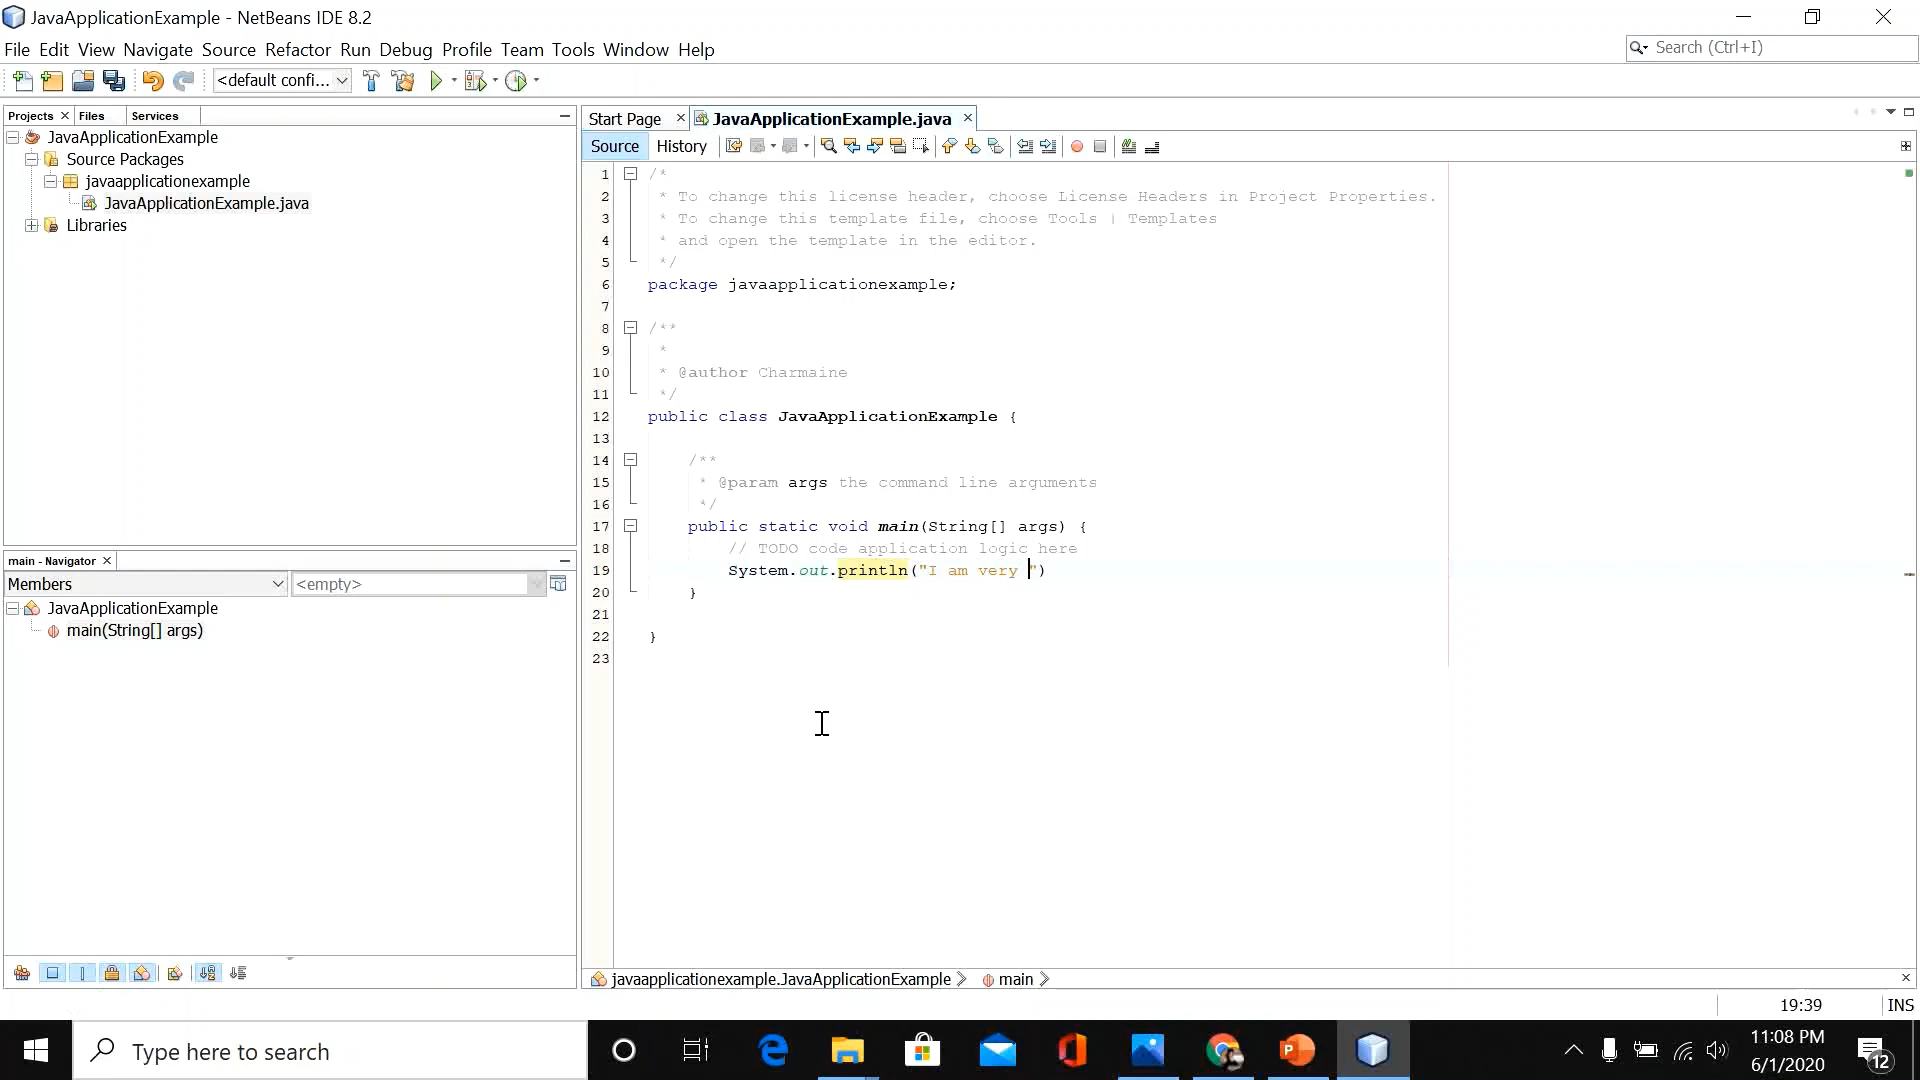 JavaApplicationExample - NetBeans IDE 8.2
File Edit View Navigate Source Refactor Run Debug Profile Team Tools Window Help
Search (Ctrl+I)
<default confi...
Projects Files Services
JavaApplicationExample
Source Packages
javaapplicationexample
JavaApplicationExample.java
Libraries
main - Navigator
Members
<empty>
JavaApplicationExample
main(String[] args)
Start Page JavaApplicationExample.java
Source History
1 /*
2 * To change this license header, choose License Headers in Project Properties.
3 * To change this template file, choose Tools | Templates
4 * and open the template in the editor.
5 */
6 package javaapplicationexample;
7
8 /**
9 *
10 * @author Charmaine
11 */
12 public class JavaApplicationExample {
13
14 /**
15 * @param args the command line arguments
16 */
17 public static void main(String[] args) {
18 // TODO code application logic here
19 System.out.println("I am very ")
20 }
21
22 }
23
javaapplicationexample.JavaApplicationExample main
19:39 INS
Type here to search
11:08 PM
6/1/2020
12